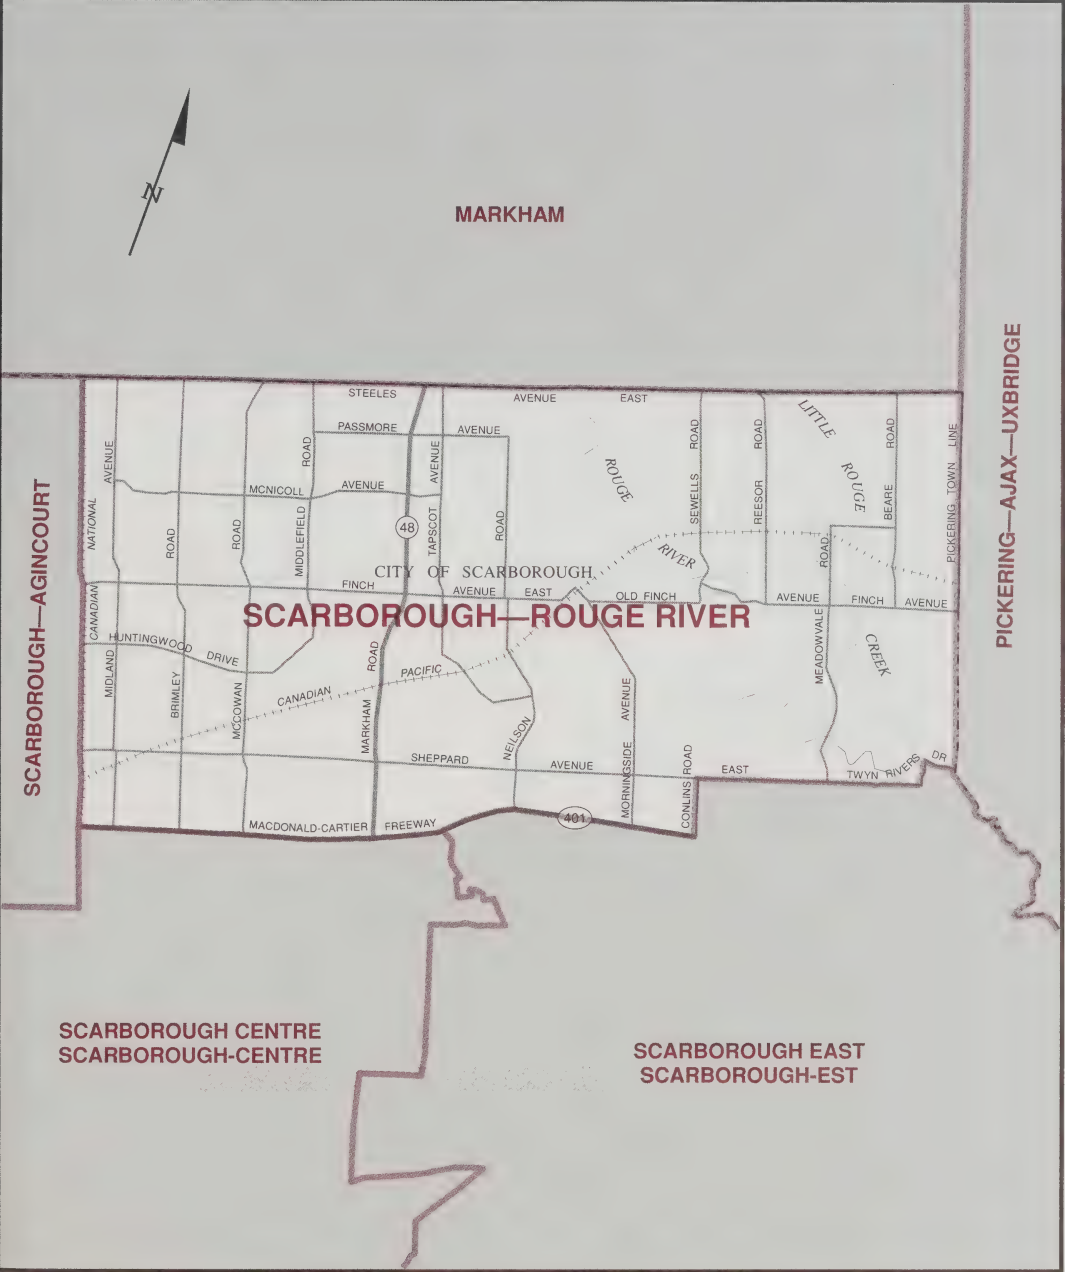 N
MARKHAM
PICKERING—AJAX—UXBRIDGE
SCARBOROUGH—AGINCOURT
STEELES AVENUE EAST
PASSMORE AVENUE
MCNICOLL AVENUE
48
CITY OF SCARBOROUGH
FINCH AVENUE EAST
OLD FINCH AVENUE FINCH AVENUE
SCARBOROUGH—ROUGE RIVER
HUNTINGWOOD DRIVE
CANADIAN PACIFIC
CANADIAN NATIONAL
MIDLAND AVENUE
BRIMLEY ROAD
MCCOWAN ROAD
MIDDLEFIELD ROAD
MARKHAM ROAD
TAPSCOT AVENUE
NEILSON ROAD
MORNINGSIDE AVENUE
CONLINS ROAD
SEWELLS ROAD
REESOR ROAD
MEADOWVALE ROAD
BEARE ROAD
PICKERING TOWN LINE
ROUGE RIVER
LITTLE ROUGE CREEK
SHEPPARD AVENUE EAST
TWYN RIVERS DR
MACDONALD-CARTIER FREEWAY
401
SCARBOROUGH CENTRE
SCARBOROUGH-CENTRE
SCARBOROUGH EAST
SCARBOROUGH-EST